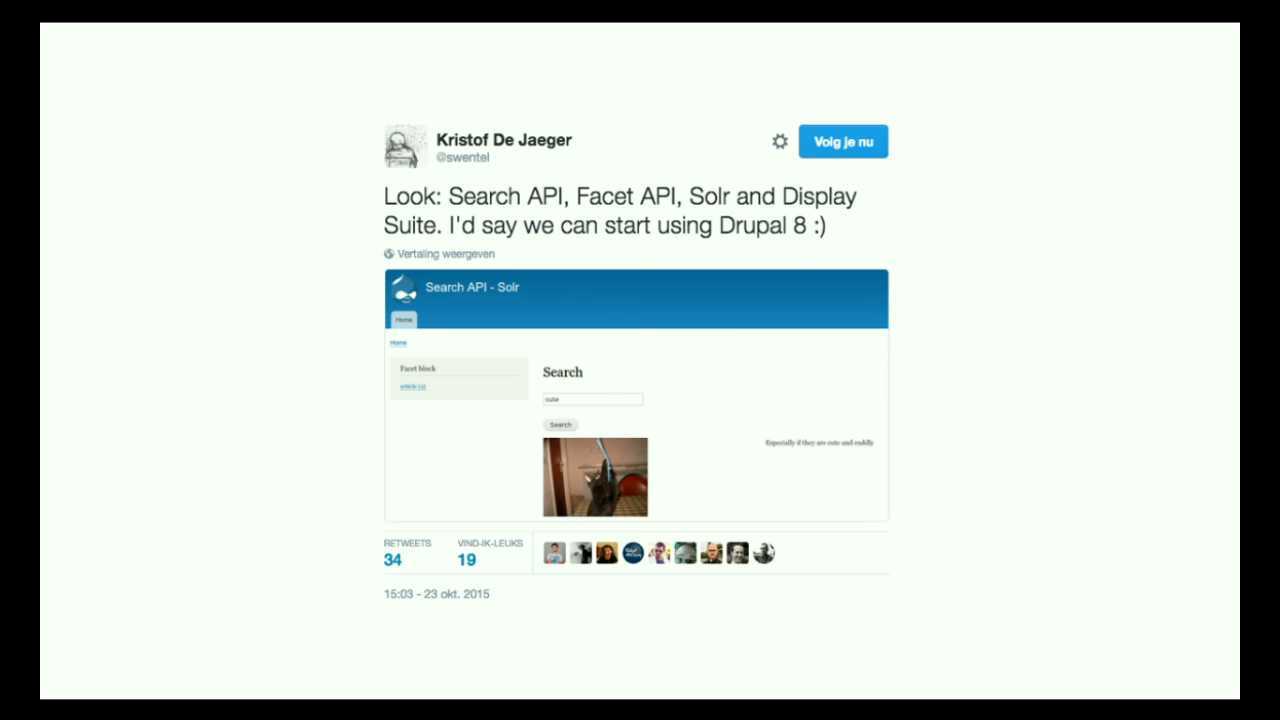 Kristof De Jaeger
@swentel
Volg je nu
Look: Search API, Facet API, Solr and Display
Suite. I'd say we can start using Drupal 8 :)
Vertaling weergeven
Search API - Solr
Home
Home
Facet block
article (2)
Search
cute
Search
Especially if they are cute and cuddly
RETWEETS
34
VIND-IK-LEUKS
19
15:03 - 23 okt. 2015